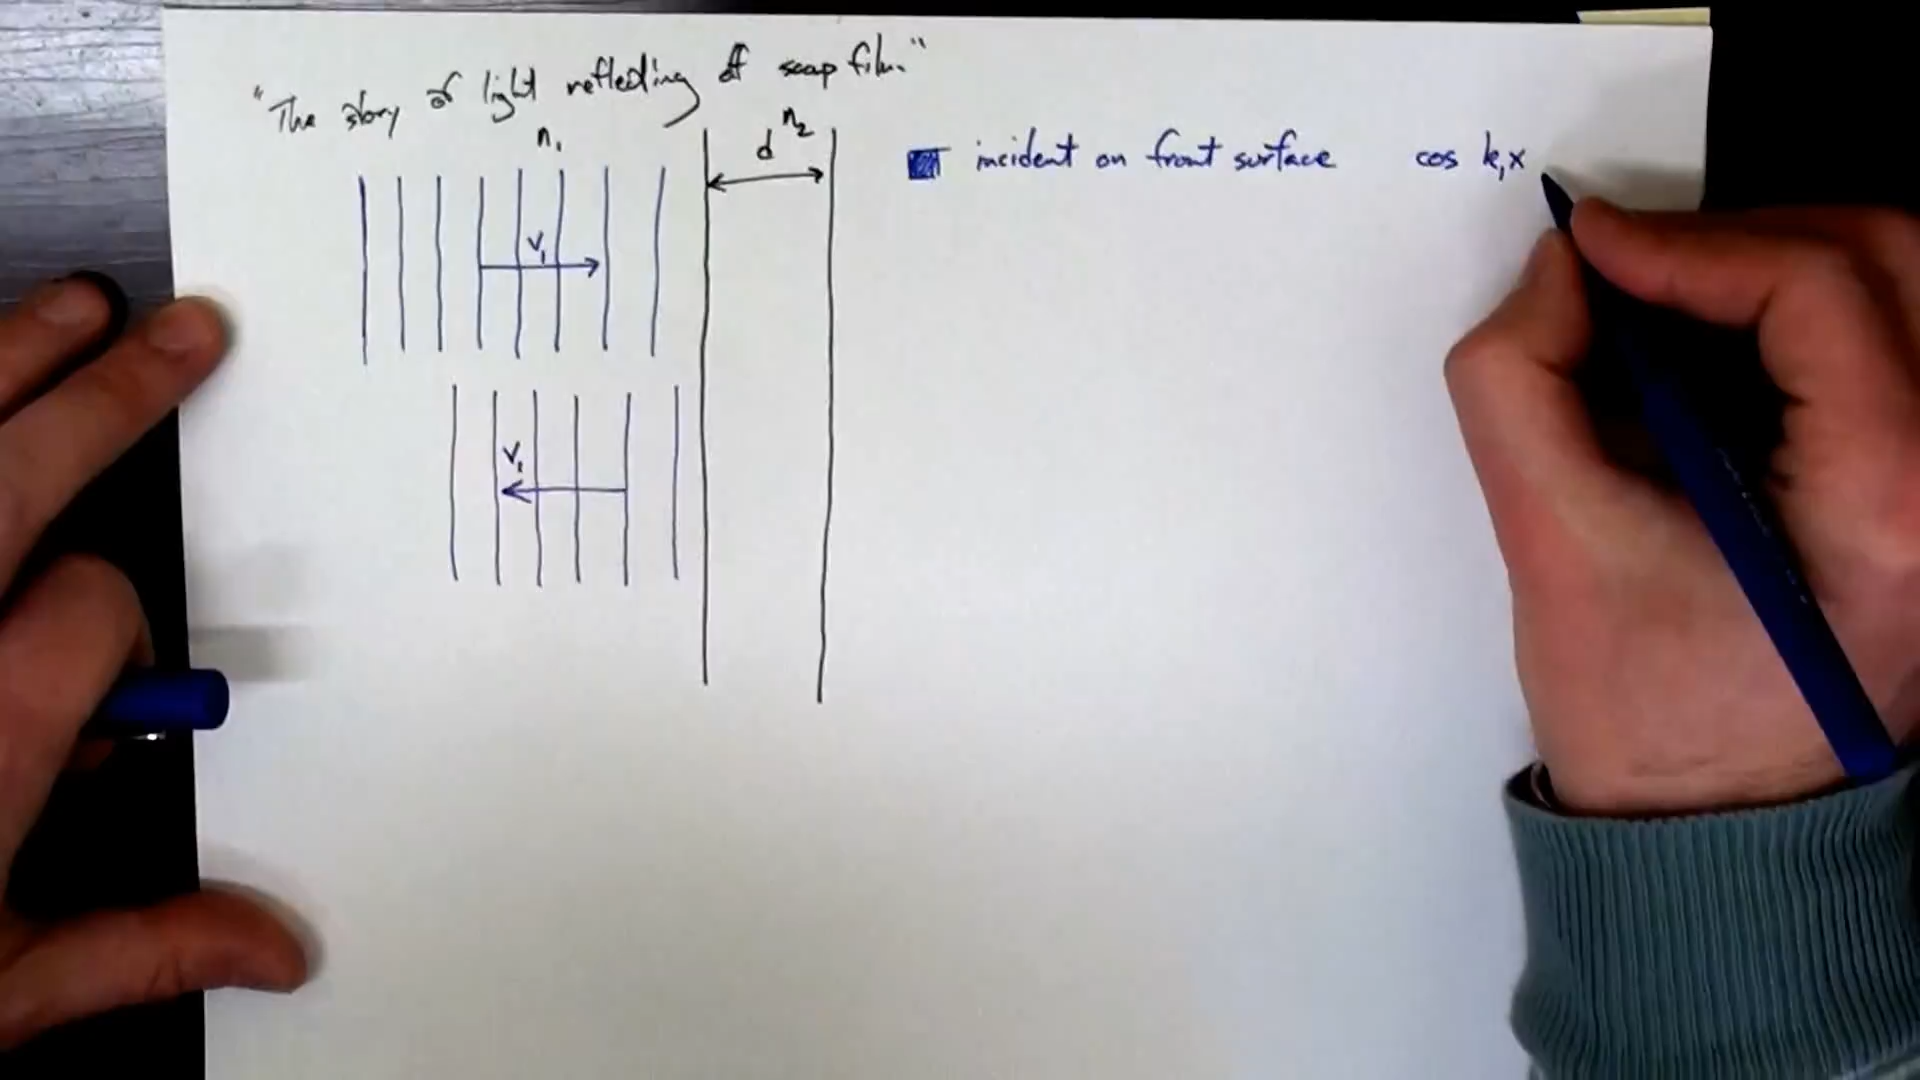 "The story of light reflecting off soap film."
n₁
d
n₂
incident on front surface cos k₁x
v₁
v₁